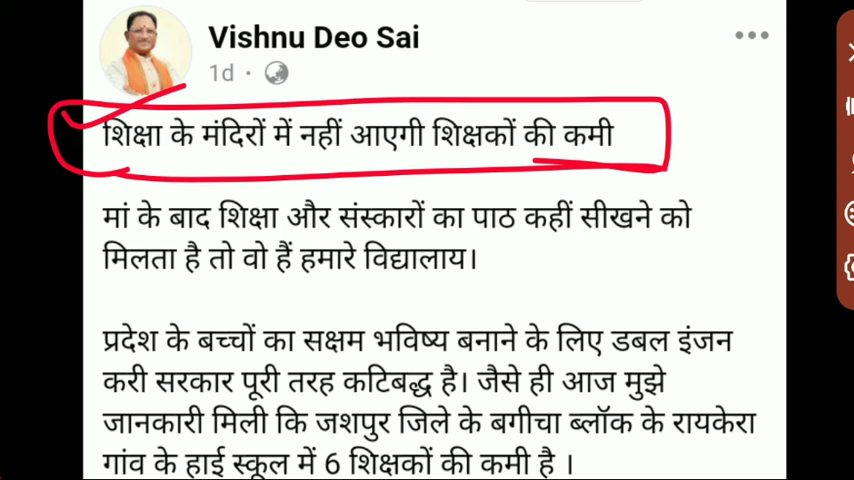 Vishnu Deo Sai
1d ·
शिक्षा के मंदिरों में नहीं आएगी शिक्षकों की कमी
मां के बाद शिक्षा और संस्कारों का पाठ कहीं सीखने को
मिलता है तो वो हैं हमारे विद्यालय।
प्रदेश के बच्चों का सक्षम भविष्य बनाने के लिए डबल इंजन
करी सरकार पूरी तरह कटिबद्ध है। जैसे ही आज मुझे
जानकारी मिली कि जशपुर जिले के बगीचा ब्लॉक के रायकेरा
गांव के हाई स्कूल में 6 शिक्षकों की कमी है ।